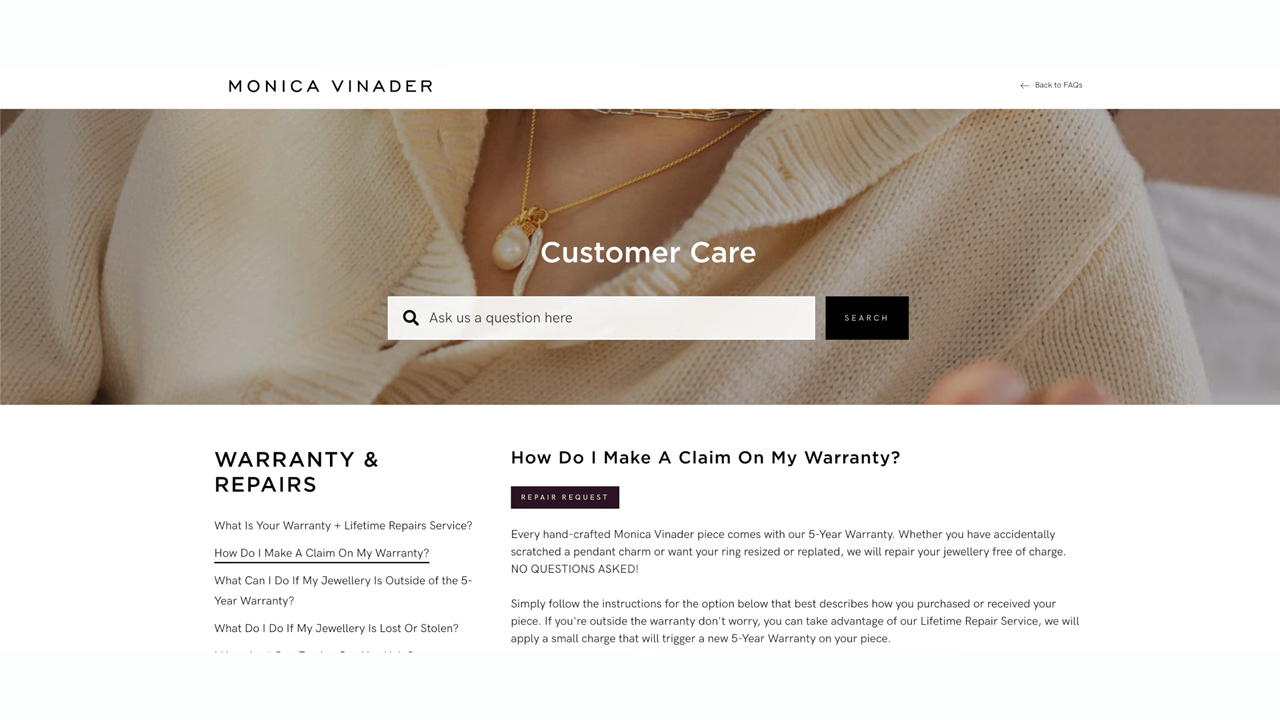 MONICA VINADER
Back to FAQs
Customer Care
Ask us a question here
SEARCH
WARRANTY &
REPAIRS
What Is Your Warranty + Lifetime Repairs Service?
How Do I Make A Claim On My Warranty?
What Can I Do If My Jewellery Is Outside of the 5-
Year Warranty?
What Do I Do If My Jewellery Is Lost Or Stolen?
How Do I Make A Claim On My Warranty?
REPAIR REQUEST
Every hand-crafted Monica Vinader piece comes with our 5-Year Warranty. Whether you have accidentally
scratched a pendant charm or want your ring resized or replated, we will repair your jewellery free of charge.
NO QUESTIONS ASKED!
Simply follow the instructions for the option below that best describes how you purchased or received your
piece. If you're outside the warranty don't worry, you can take advantage of our Lifetime Repair Service, we will
apply a small charge that will trigger a new 5-Year Warranty on your piece.